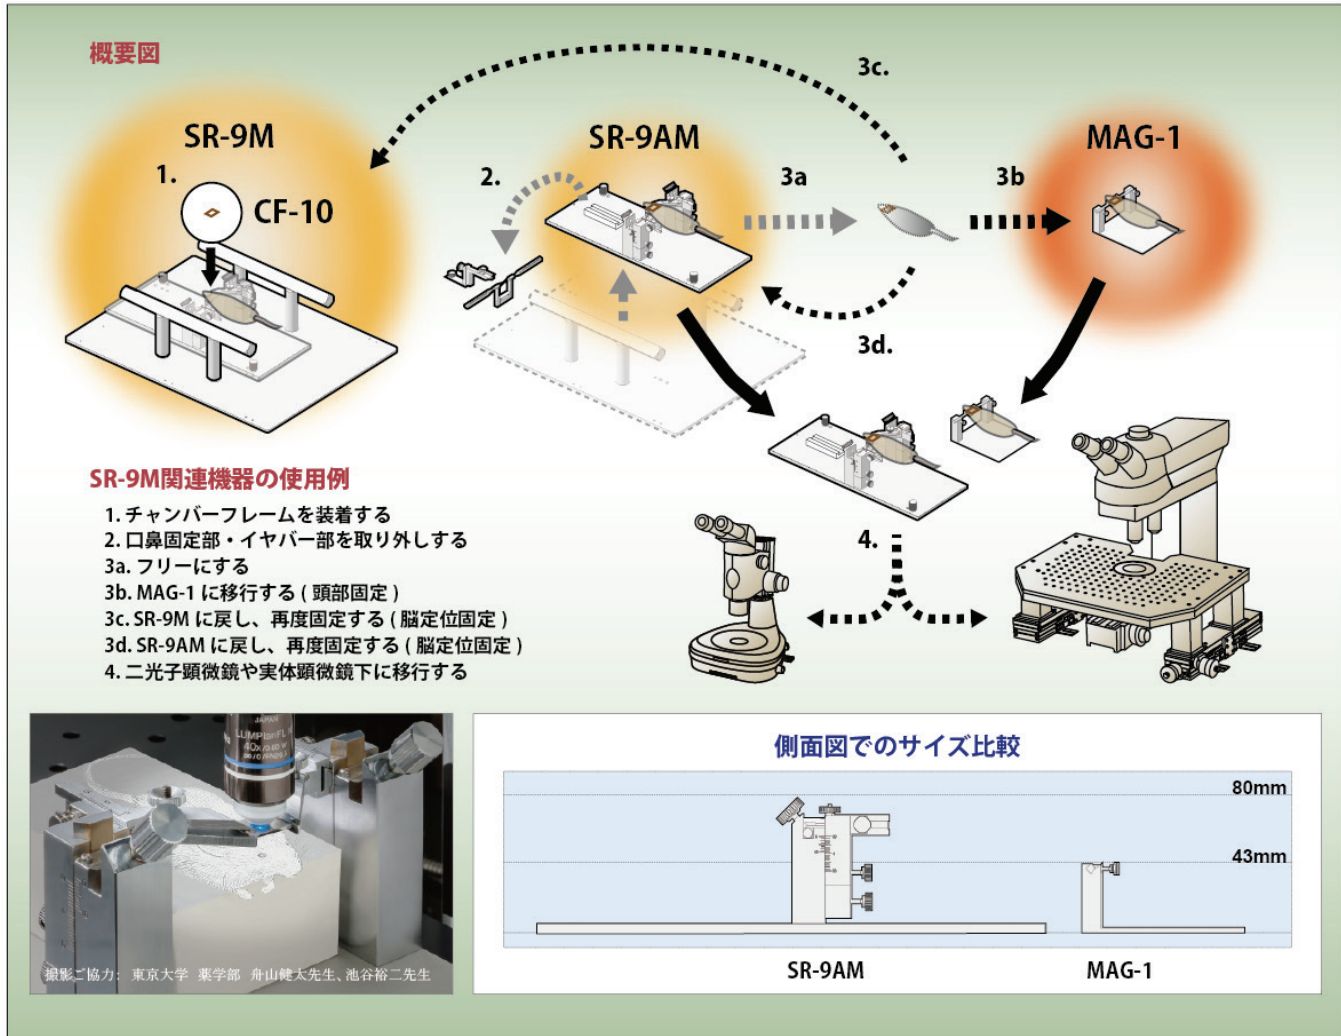 概要図
3c.
SR-9M
SR-9AM
MAG-1
1.
CF-10
2.
3a
3b
3d.
4.
SR-9M関連機器の使用例
1. チャンバーフレームを装着する
2. 口鼻固定部・イヤバー部を取り外しする
3a. フリーにする
3b. MAG-1 に移行する ( 頭部固定 )
3c. SR-9M に戻し、再度固定する ( 脳定位固定 )
3d. SR-9AM に戻し、再度固定する ( 脳定位固定 )
4. 二光子顕微鏡や実体顕微鏡下に移行する
JAPAN
LUMPlanFL N
40x/0.80 W
撮影ご協力: 東京大学 薬学部 舟山健太先生、池谷裕二先生
側面図でのサイズ比較
80mm
43mm
SR-9AM
MAG-1